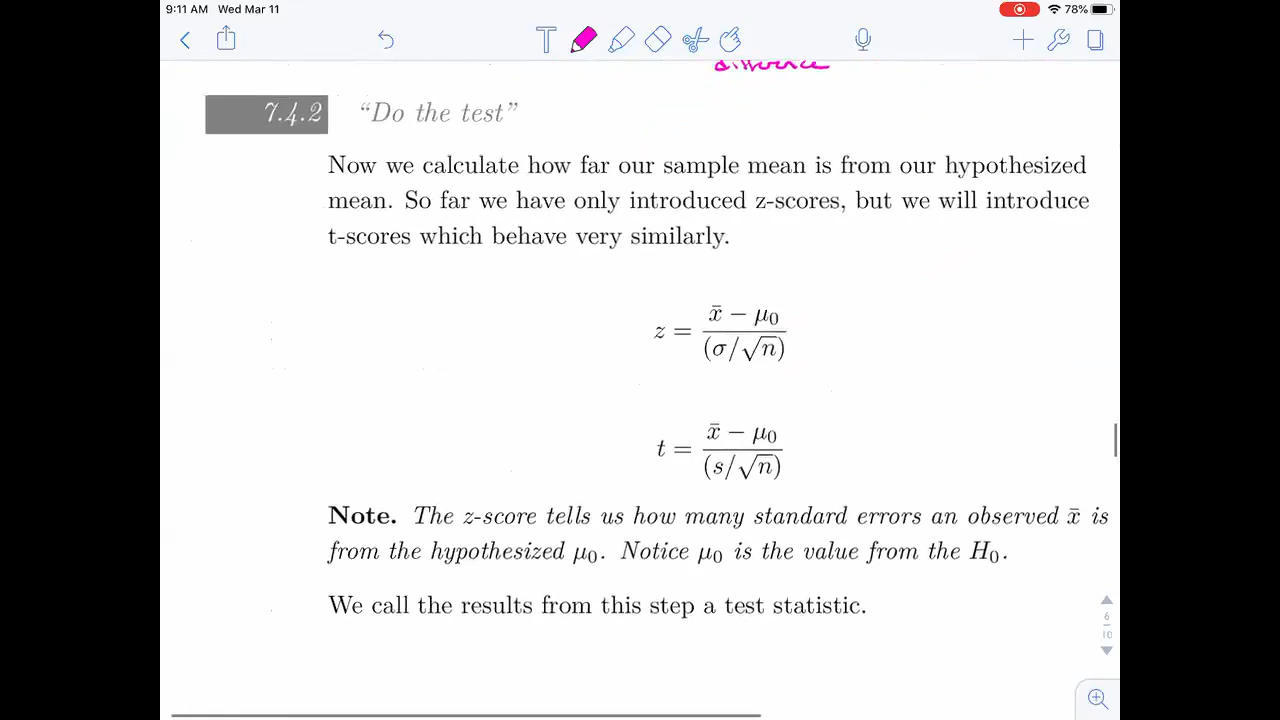 9:11 AM Wed Mar 11 78%
7.4.2 “Do the test”
Now we calculate how far our sample mean is from our hypothesized
mean. So far we have only introduced z-scores, but we will introduce
t-scores which behave very similarly.
z = (x̄ − μ₀) / (σ/√n)
t = (x̄ − μ₀) / (s/√n)
Note. The z-score tells us how many standard errors an observed x̄ is
from the hypothesized μ₀. Notice μ₀ is the value from the H₀.
We call the results from this step a test statistic.
6
10